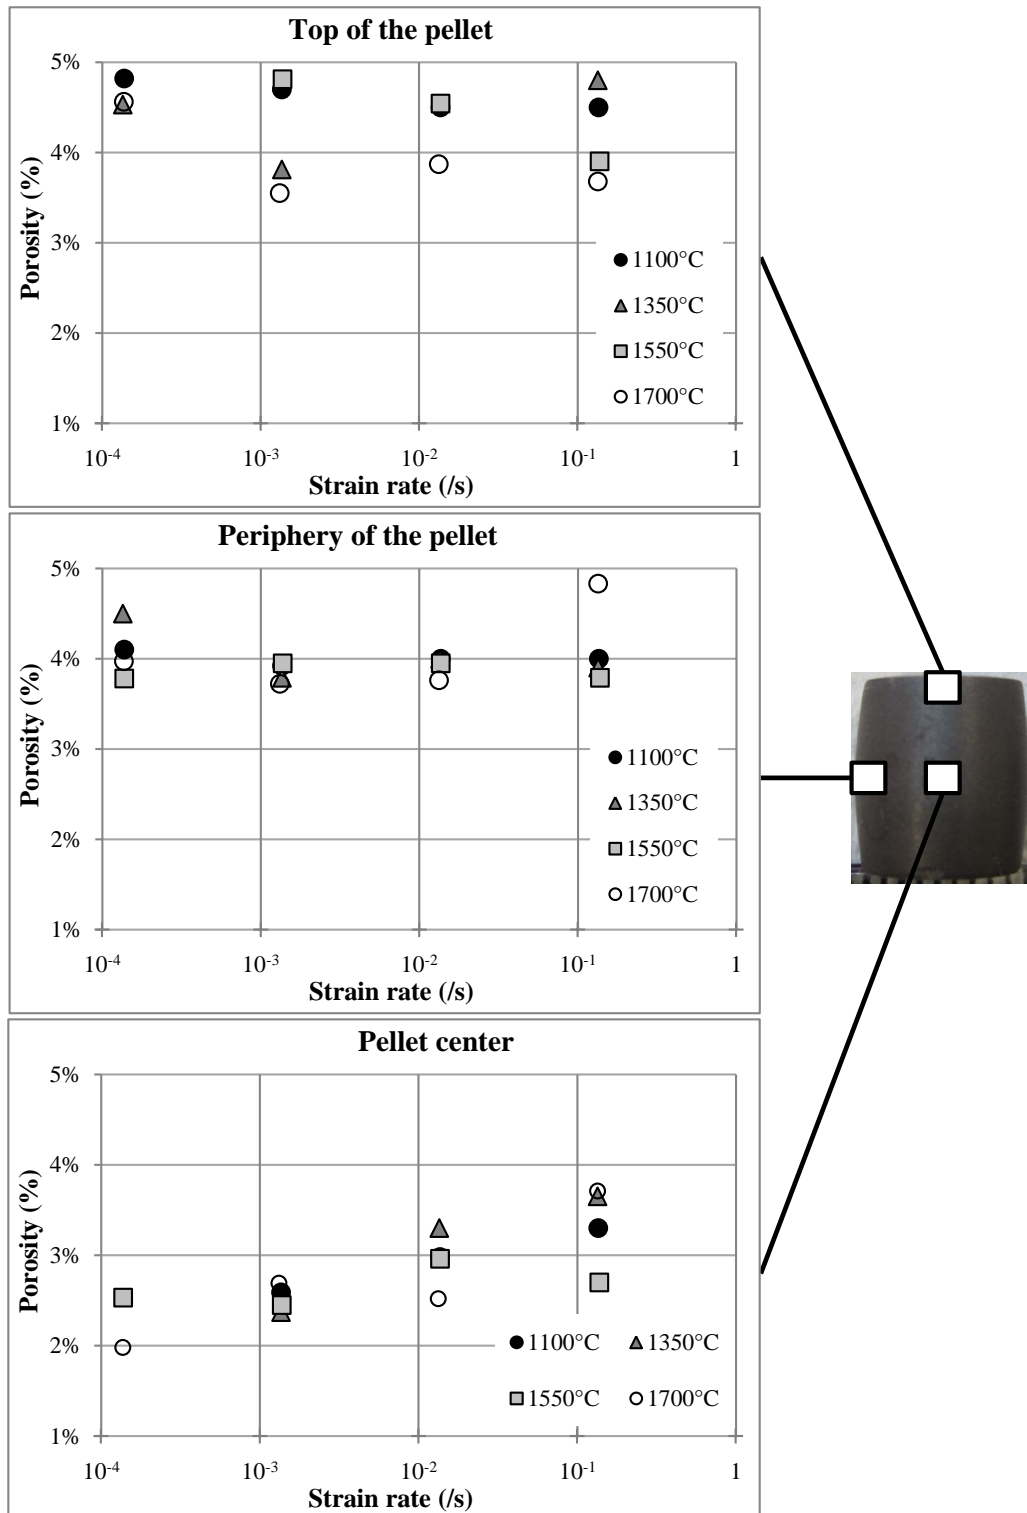 Top of the pellet
5%
4%
3%
2%
1%
Porosity (%)
1100°C
1350°C
1550°C
1700°C
10-4 10-3 10-2 10-1 1
Strain rate (/s)
Periphery of the pellet
5%
4%
3%
2%
1%
Porosity (%)
1100°C
1350°C
1550°C
1700°C
10-4 10-3 10-2 10-1 1
Strain rate (/s)
Pellet center
5%
4%
3%
2%
1%
Porosity (%)
1100°C 1350°C
1550°C 1700°C
10-4 10-3 10-2 10-1 1
Strain rate (/s)